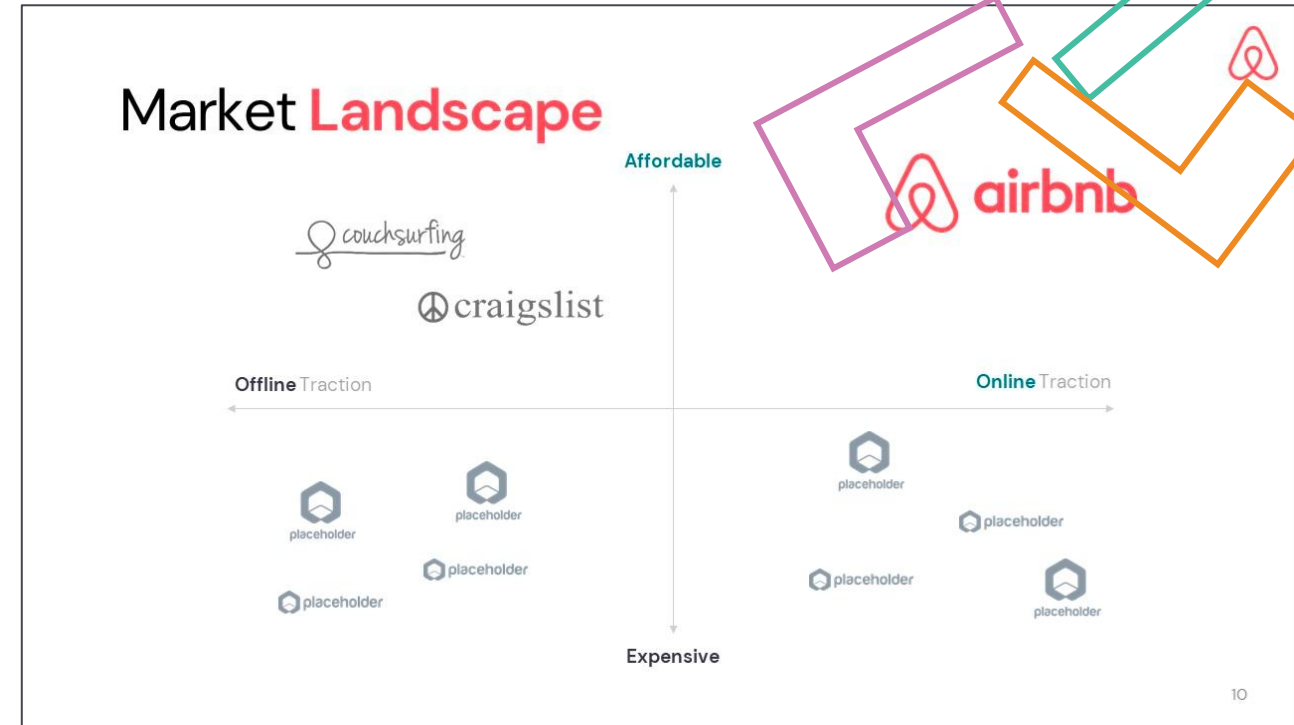 Market Landscape
Affordable
airbnb
couchsurfing
craigslist
Offline Traction
Online Traction
placeholder
placeholder
placeholder
placeholder
placeholder
placeholder
placeholder
placeholder
Expensive
10